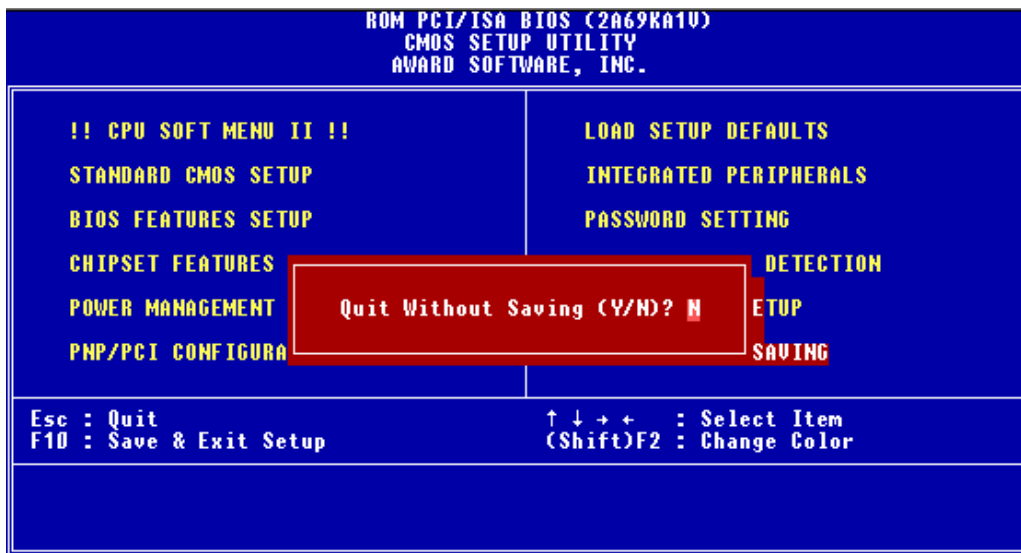 ROM PCI/ISA BIOS (2A69KA1V)
CMOS SETUP UTILITY
AWARD SOFTWARE, INC.
!! CPU SOFT MENU II !!
STANDARD CMOS SETUP
BIOS FEATURES SETUP
CHIPSET FEATURES
POWER MANAGEMENT
PNP/PCI CONFIGURA
LOAD SETUP DEFAULTS
INTEGRATED PERIPHERALS
PASSWORD SETTING
DETECTION
ETUP
SAVING
Quit Without Saving (Y/N)? N
Esc : Quit
F10 : Save & Exit Setup
↑ ↓ → ← : Select Item
(Shift)F2 : Change Color